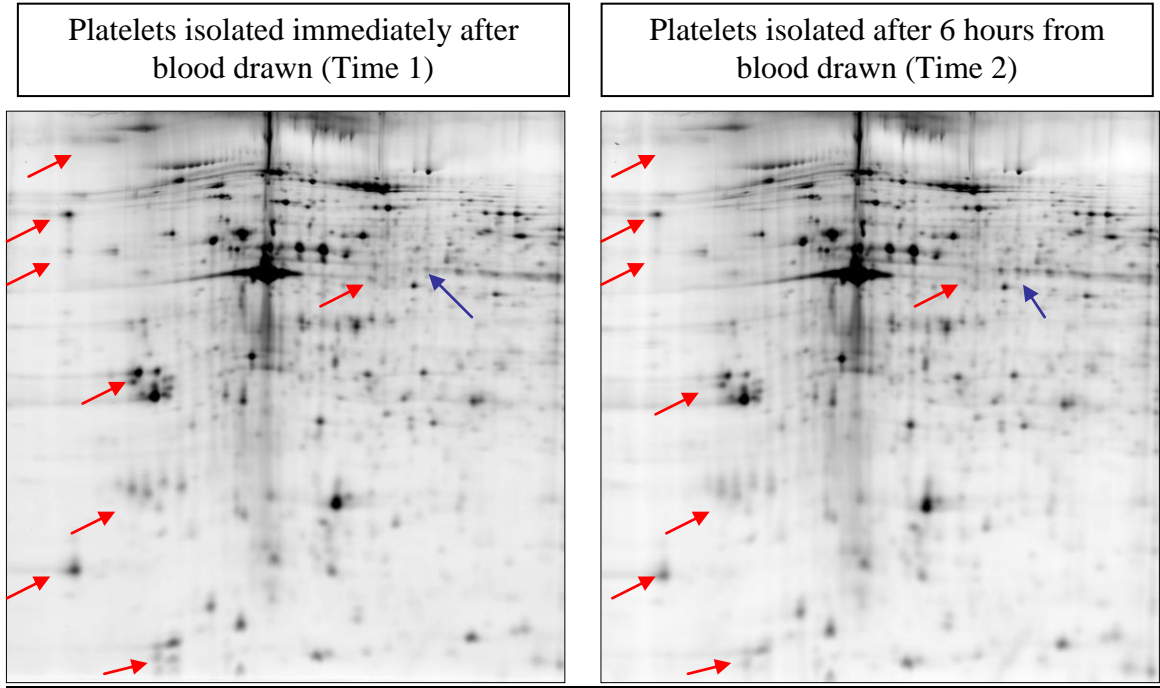 Platelets isolated immediately after
blood drawn (Time 1)
Platelets isolated after 6 hours from
blood drawn (Time 2)